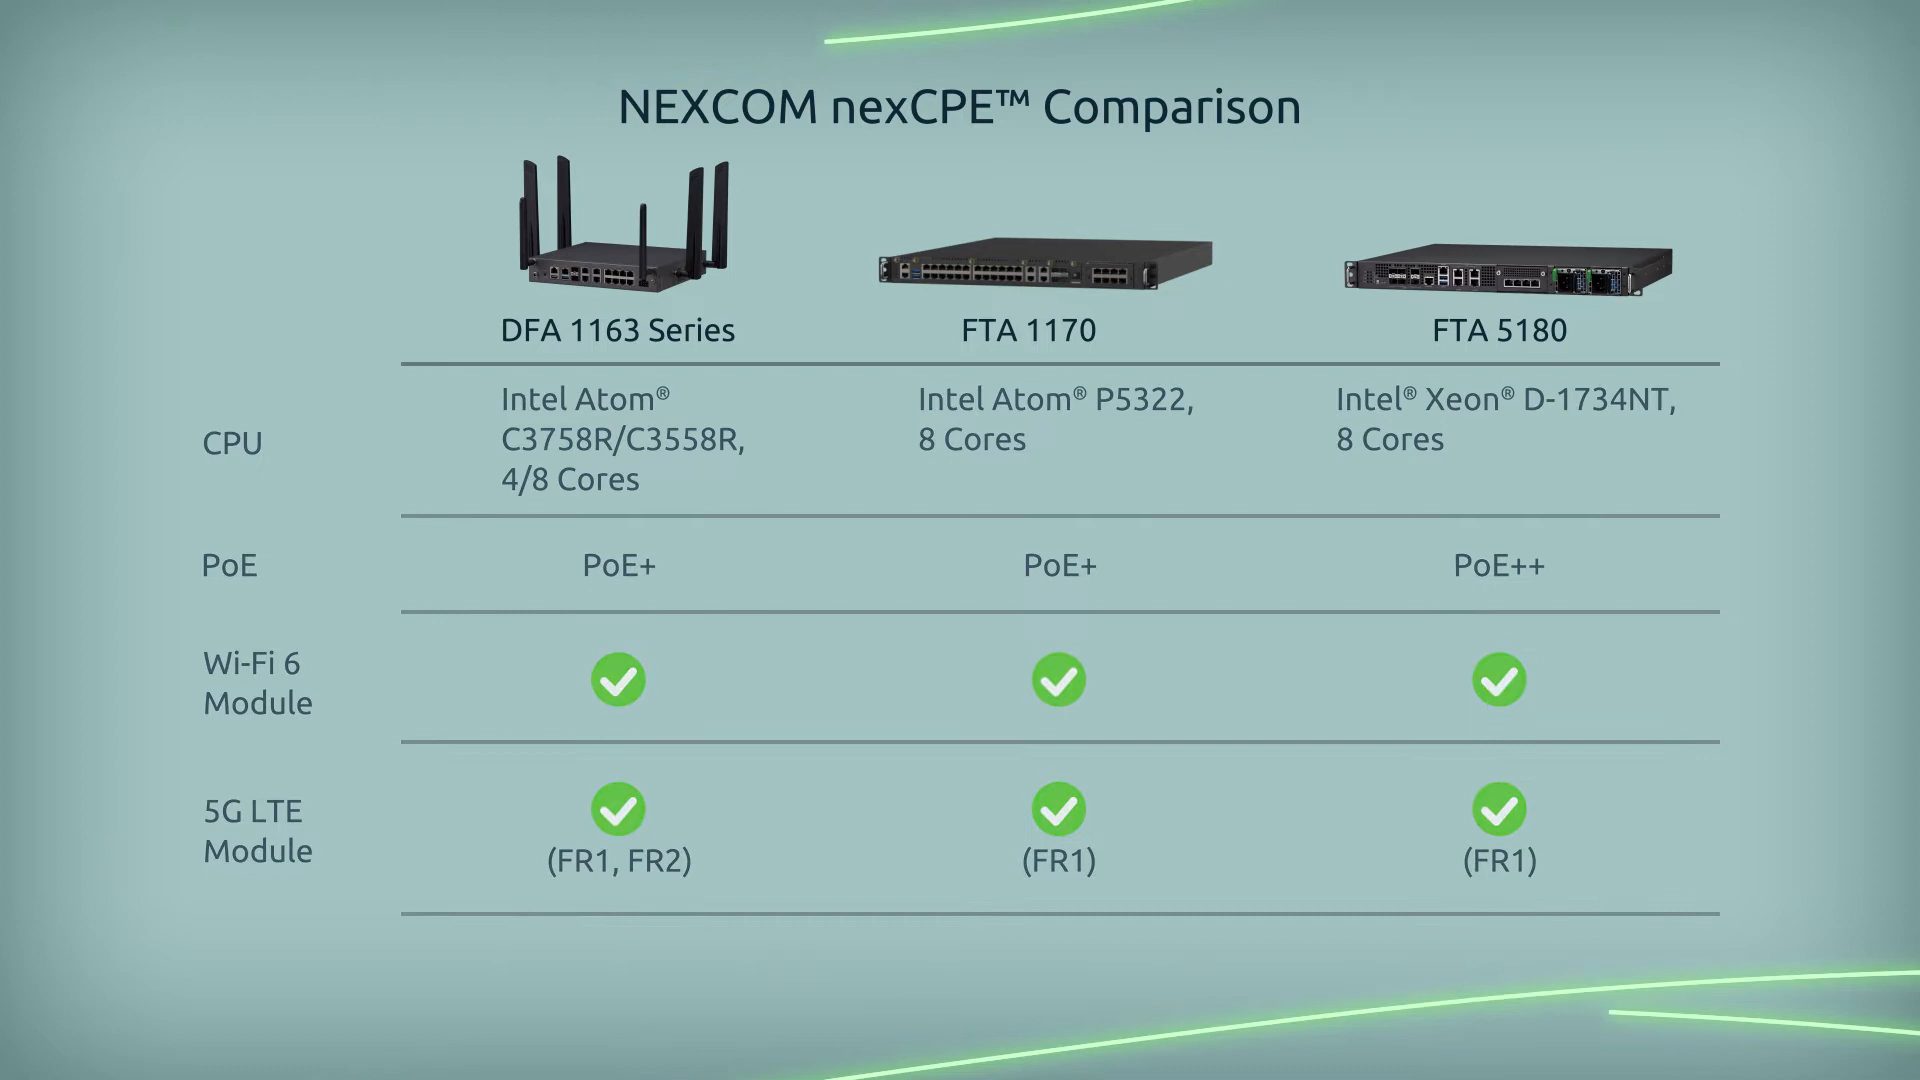 NEXCOM nexCPE™ Comparison
DFA 1163 Series
FTA 1170
FTA 5180
CPU
Intel Atom®
C3758R/C3558R,
4/8 Cores
Intel Atom® P5322,
8 Cores
Intel® Xeon® D-1734NT,
8 Cores
PoE
PoE+
PoE+
PoE++
Wi-Fi 6
Module
5G LTE
Module
(FR1, FR2)
(FR1)
(FR1)